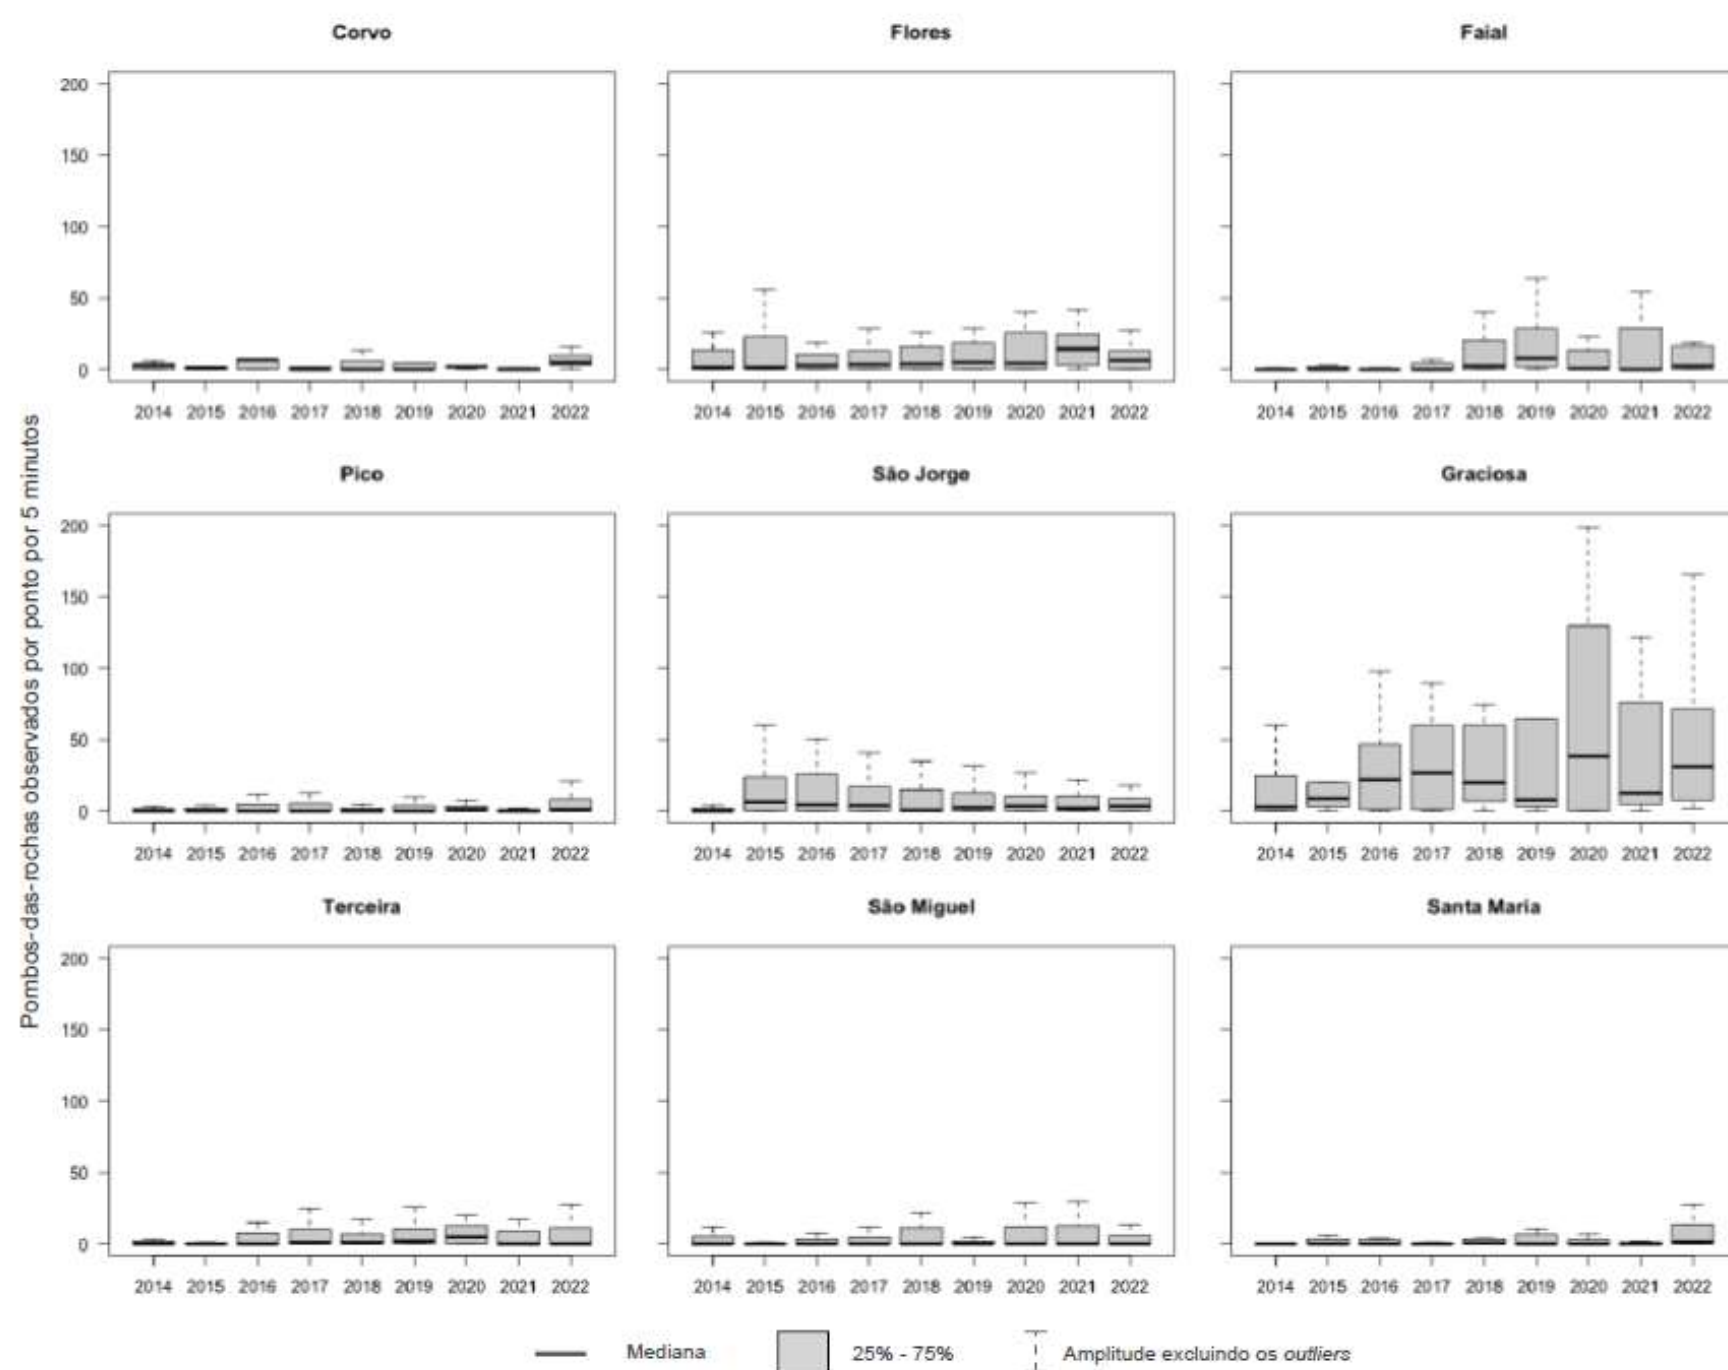 Corvo Flores Faial
200
150
100
50
0
2014 2015 2016 2017 2018 2019 2020 2021 2022 2014 2015 2016 2017 2018 2019 2020 2021 2022 2014 2015 2016 2017 2018 2019 2020 2021 2022
Pombos-das-rochas observados por ponto por 5 minutos
Pico São Jorge Graciosa
200
150
100
50
0
2014 2015 2016 2017 2018 2019 2020 2021 2022 2014 2015 2016 2017 2018 2019 2020 2021 2022 2014 2015 2016 2017 2018 2019 2020 2021 2022
Terceira São Miguel Santa Maria
200
150
100
50
0
2014 2015 2016 2017 2018 2019 2020 2021 2022 2014 2015 2016 2017 2018 2019 2020 2021 2022 2014 2015 2016 2017 2018 2019 2020 2021 2022
Mediana 25% - 75% Amplitude excluindo os outliers